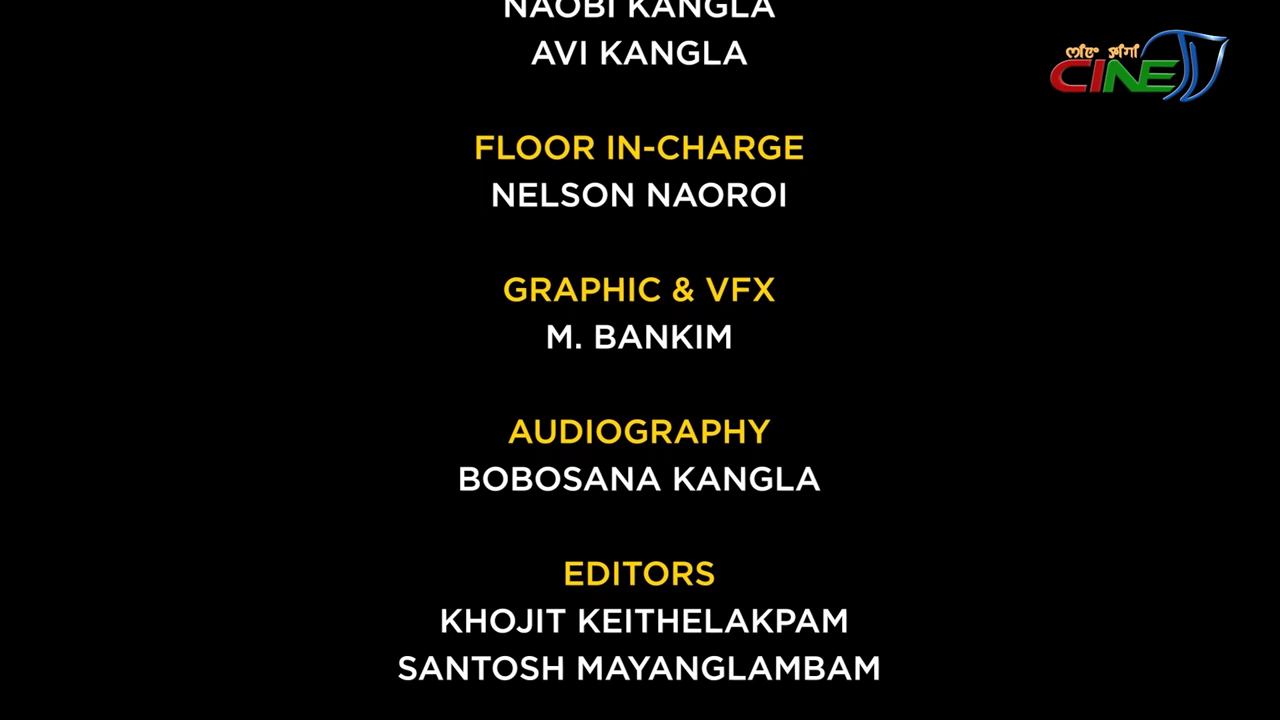 NAOBI KANGLA
AVI KANGLA
CINE
FLOOR IN-CHARGE
NELSON NAOROI
GRAPHIC & VFX
M. BANKIM
AUDIOGRAPHY
BOBOSANA KANGLA
EDITORS
KHOJIT KEITHELAKPAM
SANTOSH MAYANGLAMBAM